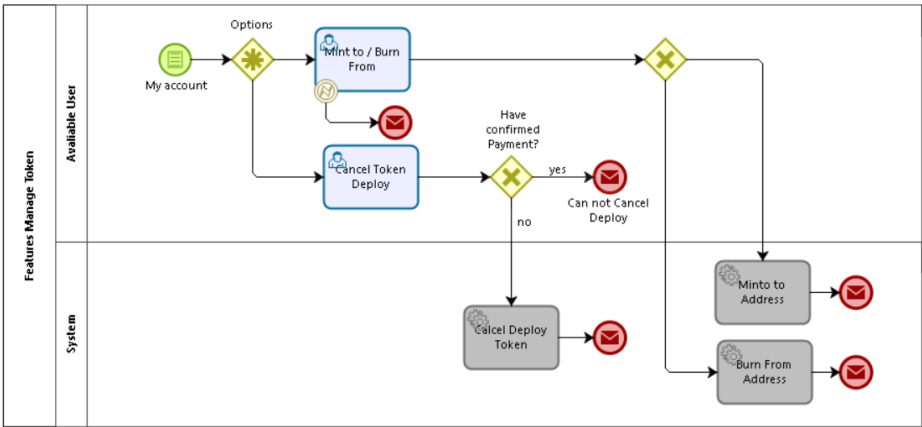 Features Manage Token
Avaliable User
System
Options
My account
Mint to / Burn
From
Cancel Token
Deploy
Have
confirmed
Payment?
yes
Can not Cancel
Deploy
no
Calcel Deploy
Token
Minto to
Address
Burn From
Address